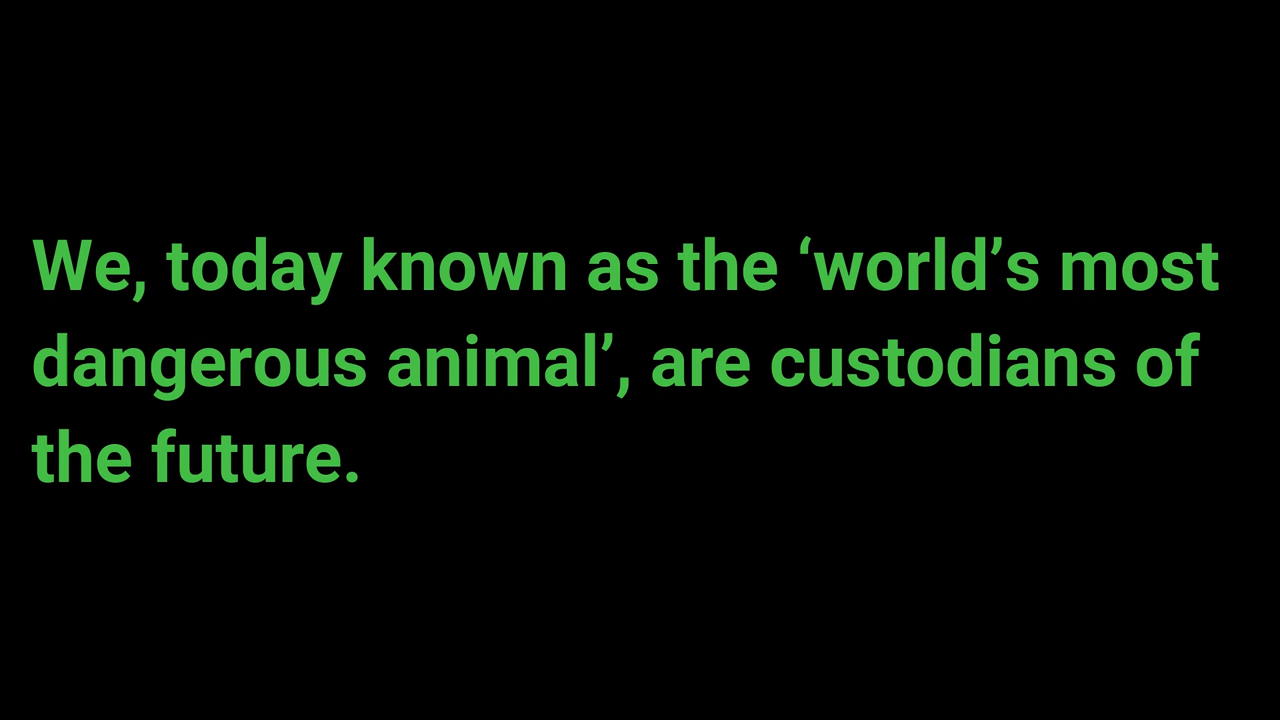 We, today known as the ‘world’s most
dangerous animal’, are custodians of
the future.